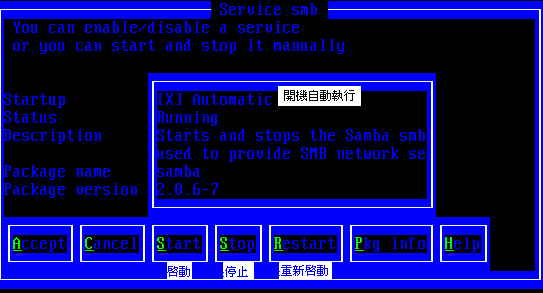 Service smb
You can enable/disable a service
or you can start and stop it manually
Startup [X] Automatic 開機自動執行
Status Running
Description Starts and stops the Samba smb
used to provide SMB network se
Package name samba
Package version 2.0.6-7
Accept Cancel Start Stop Restart Pkg info Help
啓動 停止 重新啓動